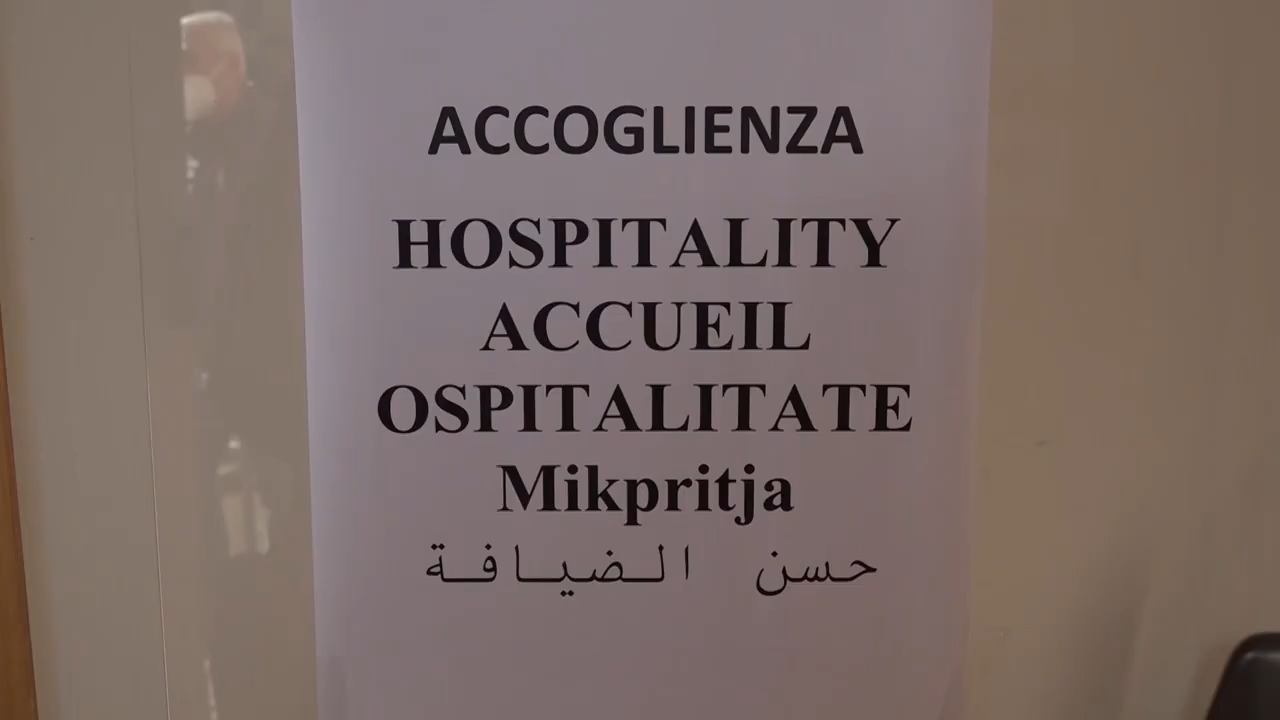 ACCOGLIENZA
HOSPITALITY
ACCUEIL
OSPITALITATE
Mikpritja
حسن الضيافة